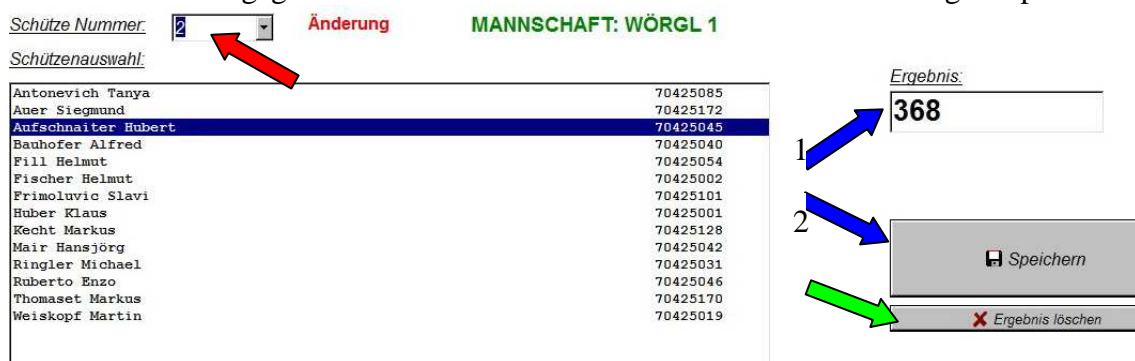 Schütze Nummer: 2 Änderung MANNSCHAFT: WÖRGL 1
Schützenauswahl:
Ergebnis:
368
Antonevich Tanya 70425085
Auer Siegmund 70425172
Aufschnaiter Hubert 70425045
Bauhofer Alfred 70425040
Fill Helmut 70425054
Fischer Helmut 70425002
Frimoluvic Slavi 70425101
Huber Klaus 70425001
Kecht Markus 70425128
Mair Hansjörg 70425042
Ringler Michael 70425031
Ruberto Enzo 70425046
Thomaset Markus 70425170
Weiskopf Martin 70425019
1
2
Speichern
Ergebnis löschen